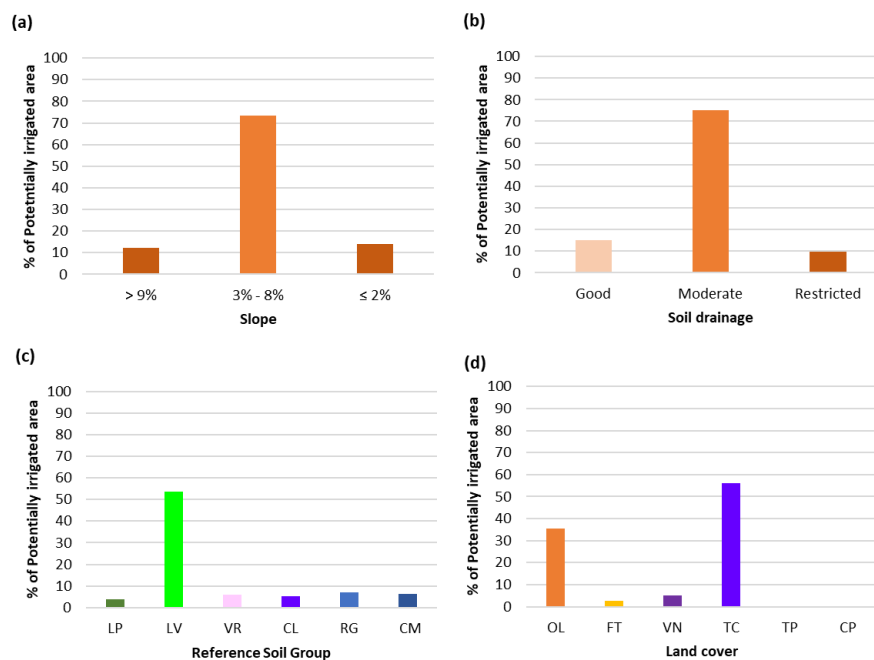 (a)
% of Potetntially irrigated area
100
90
80
70
60
50
40
30
20
10
0
> 9% 3% - 8% ≤ 2%
Slope
(b)
% of Potentially irrigated area
100
90
80
70
60
50
40
30
20
10
0
Good Moderate Restricted
Soil drainage
(c)
% of Potentially irrigated area
100
90
80
70
60
50
40
30
20
10
0
LP LV VR CL RG CM
Reference Soil Group
(d)
% of Potentially irrigated area
100
90
80
70
60
50
40
30
20
10
0
OL FT VN TC TP CP
Land cover